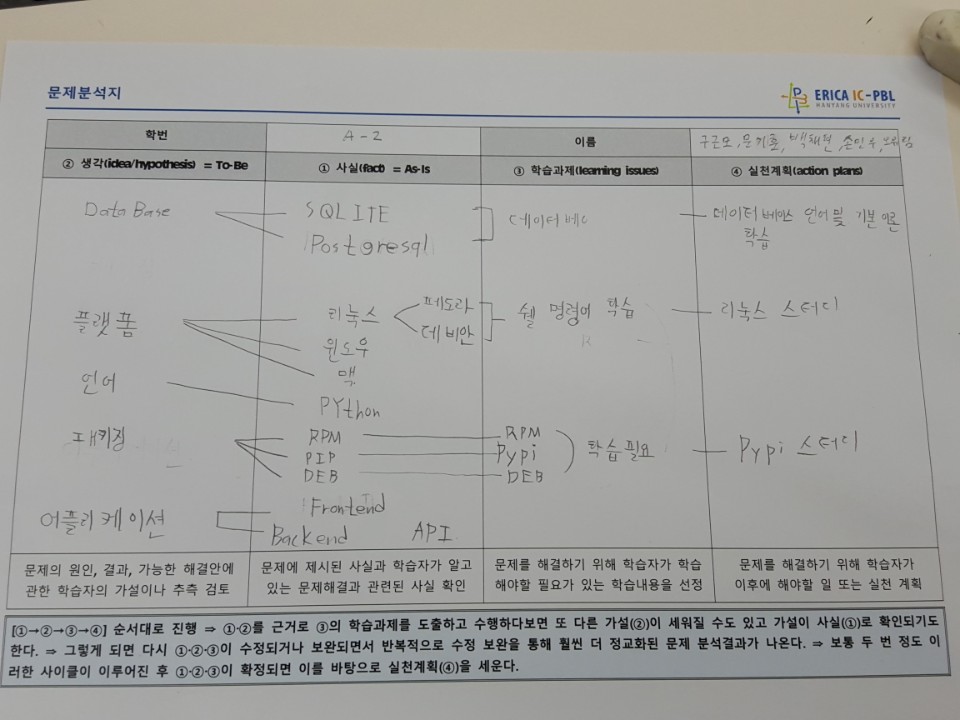 문제분석지
ERICA IC-PBL
HANYANG UNIVERSITY
학번 A-2 이름 구근모, 문기훈, 백채연, 손민우,
② 생각(idea/hypothesis) = To-Be ① 사실(fact) = As-Is ③ 학습과제(learning issues) ④ 실천계획(action plans)
DataBase SQLITE 데이터베 데이터베이스 언어 및 기본 이론
Postgresql 학습
플랫폼 리눅스 페도라 쉘 명령어 학습 리눅스 스터디
데비안
윈도우
맥
언어 PYthon
패키징 RPM RPM
PIP Pypi 학습필요 Pypi 스터디
DEB DEB
어플리케이션 Frontend
Backend API
문제의 원인, 결과, 가능한 해결안에 문제에 제시된 사실과 학습자가 알고 문제를 해결하기 위해 학습자가 학습 문제를 해결하기 위해 학습자가
관한 학습자의 가설이나 추측 검토 있는 문제해결과 관련된 사실 확인 해야할 필요가 있는 학습내용을 선정 이후에 해야할 일 또는 실천 계획
[①→②→③→④] 순서대로 진행 ⇒ ①·②를 근거로 ③의 학습과제를 도출하고 수행하다보면 또 다른 가설(②)이 세워질 수도 있고 가설이 사실(①)로 확인되기도
한다. ⇒ 그렇게 되면 다시 ①·②·③이 수정되거나 보완되면서 반복적으로 수정 보완을 통해 훨씬 더 정교화된 문제 분석결과가 나온다. ⇒ 보통 두 번 정도 이
러한 사이클이 이루어진 후 ①·②·③이 확정되면 이를 바탕으로 실천계획(④)을 세운다.